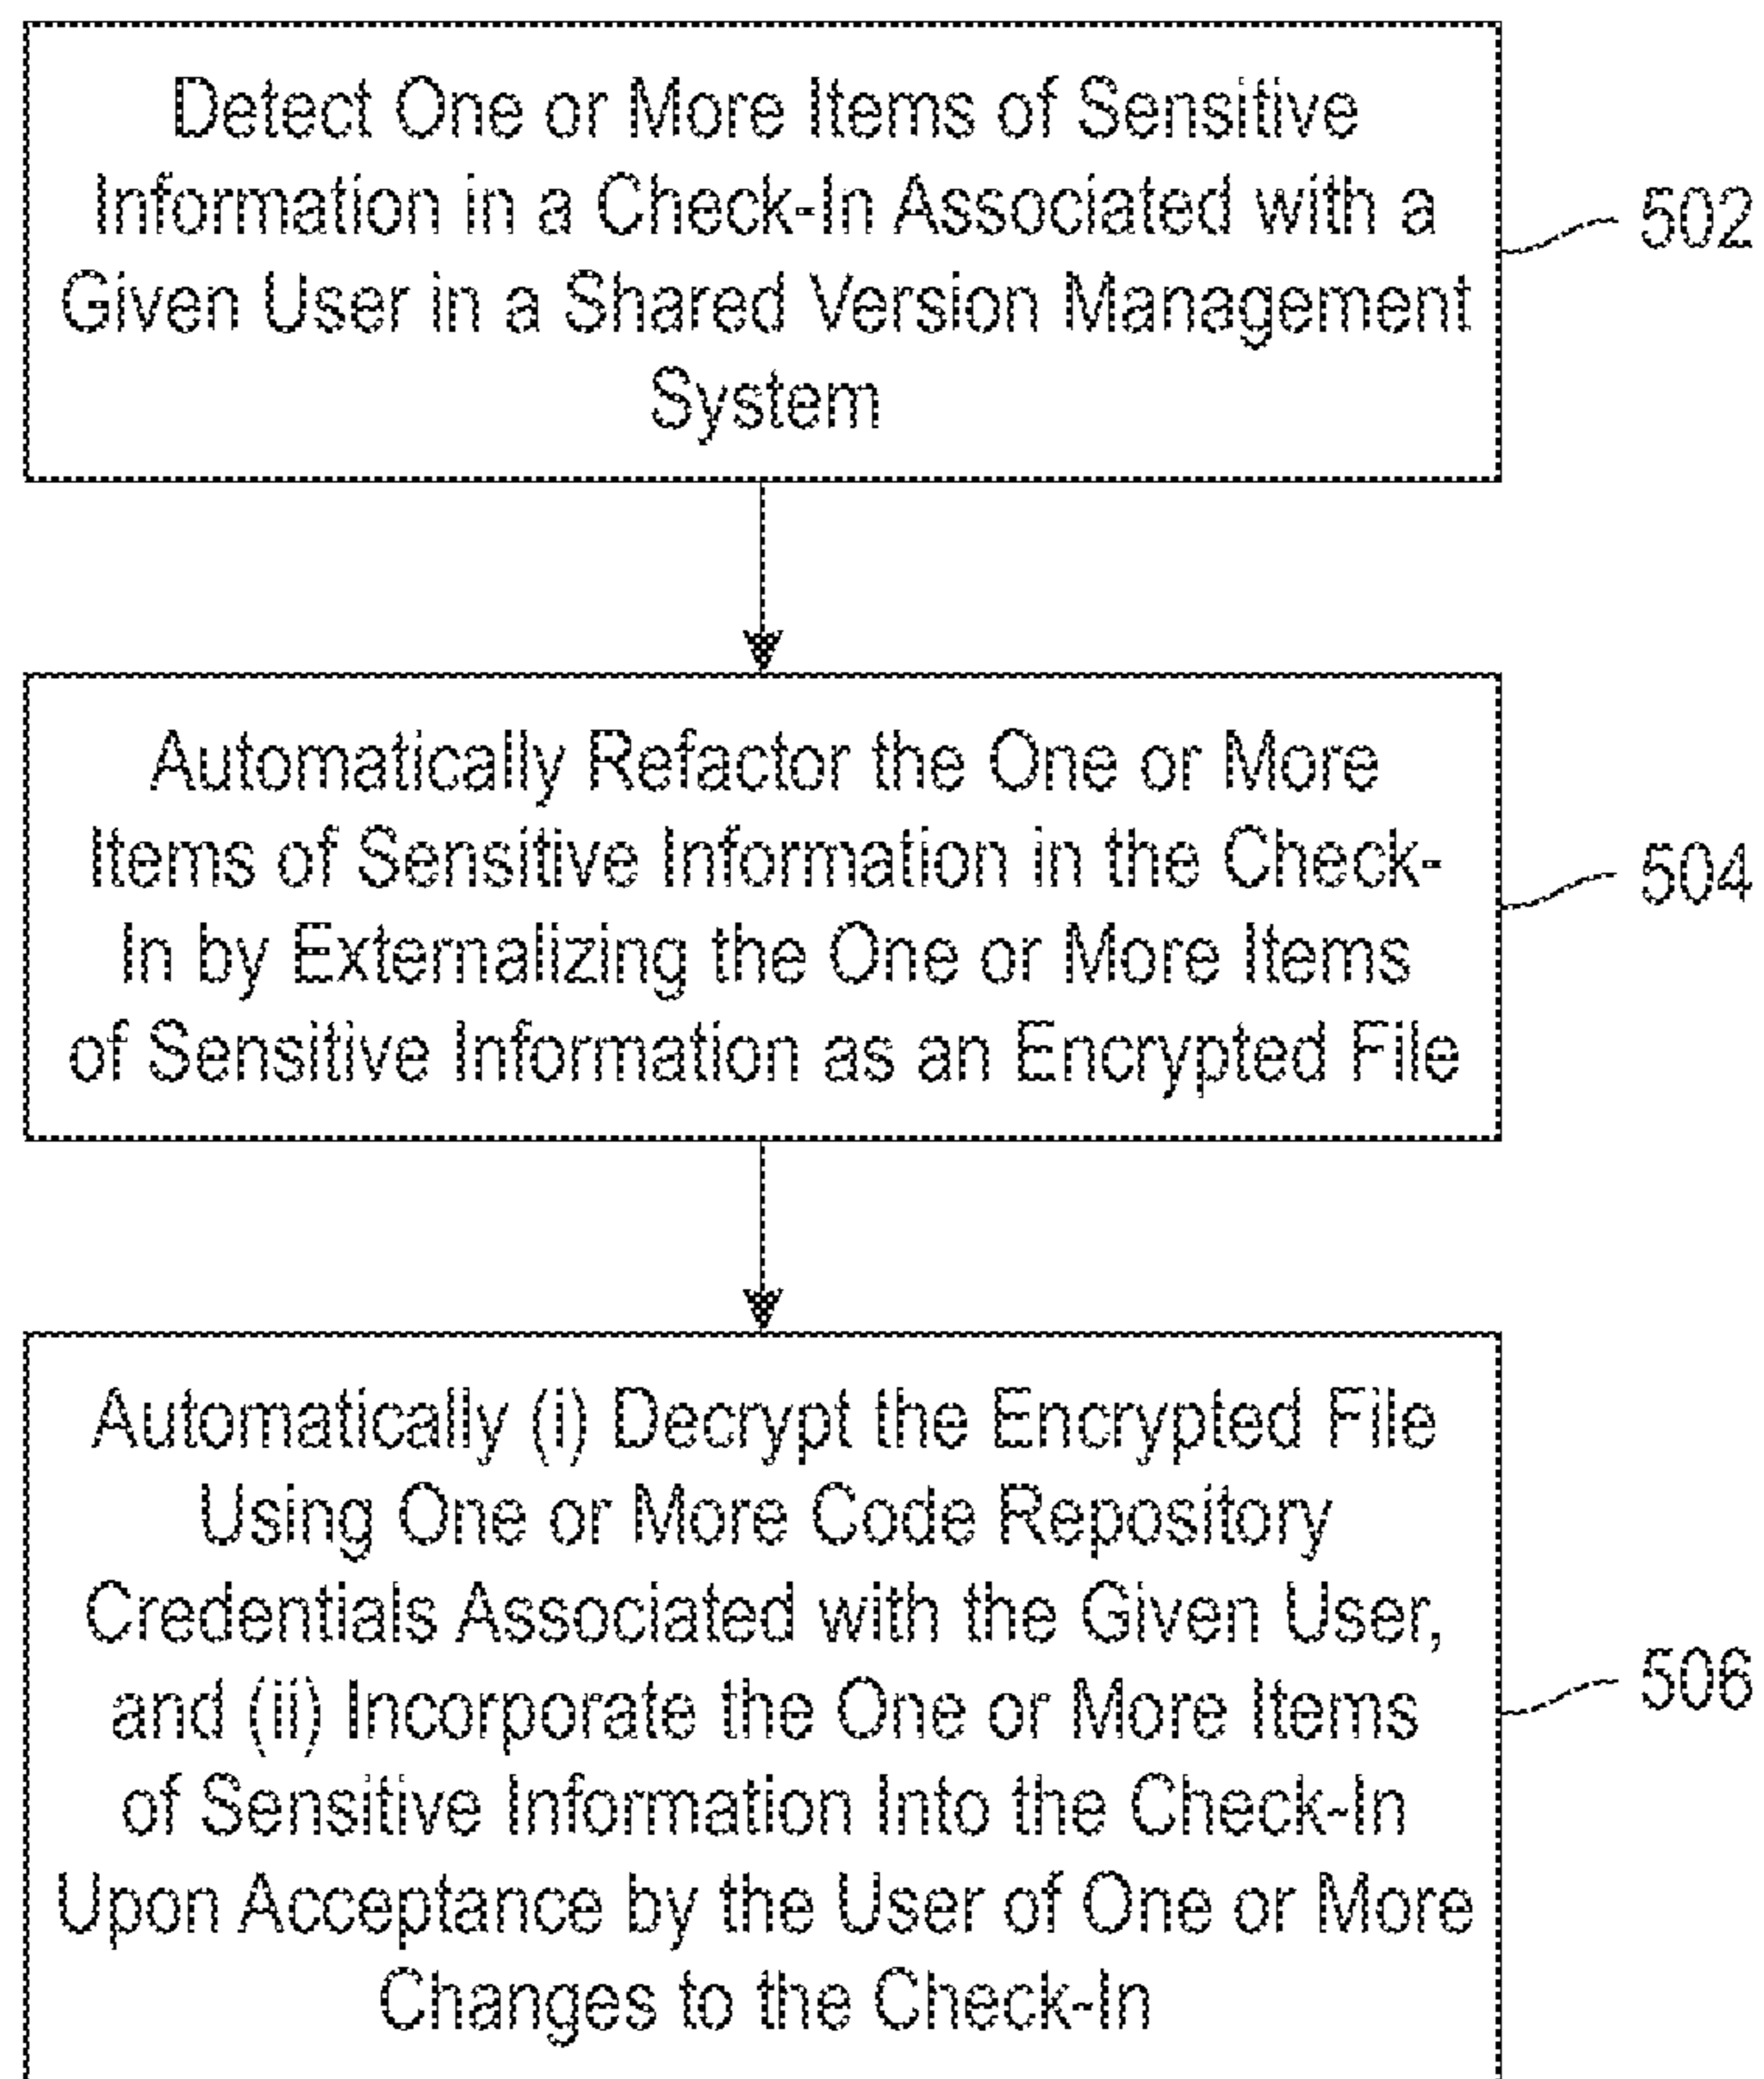 Detect One or More Items of Sensitive
Information in a Check-In Associated with a
Given User in a Shared Version Management
System
502
Automatically Refactor the One or More
Items of Sensitive Information in the Check-
In by Externalizing the One or More Items
of Sensitive Information as an Encrypted File
504
Automatically (i) Decrypt the Encrypted File
Using One or More Code Repository
Credentials Associated with the Given User,
and (ii) Incorporate the One or More Items
of Sensitive Information Into the Check-In
Upon Acceptance by the User of One or More
Changes to the Check-In
506